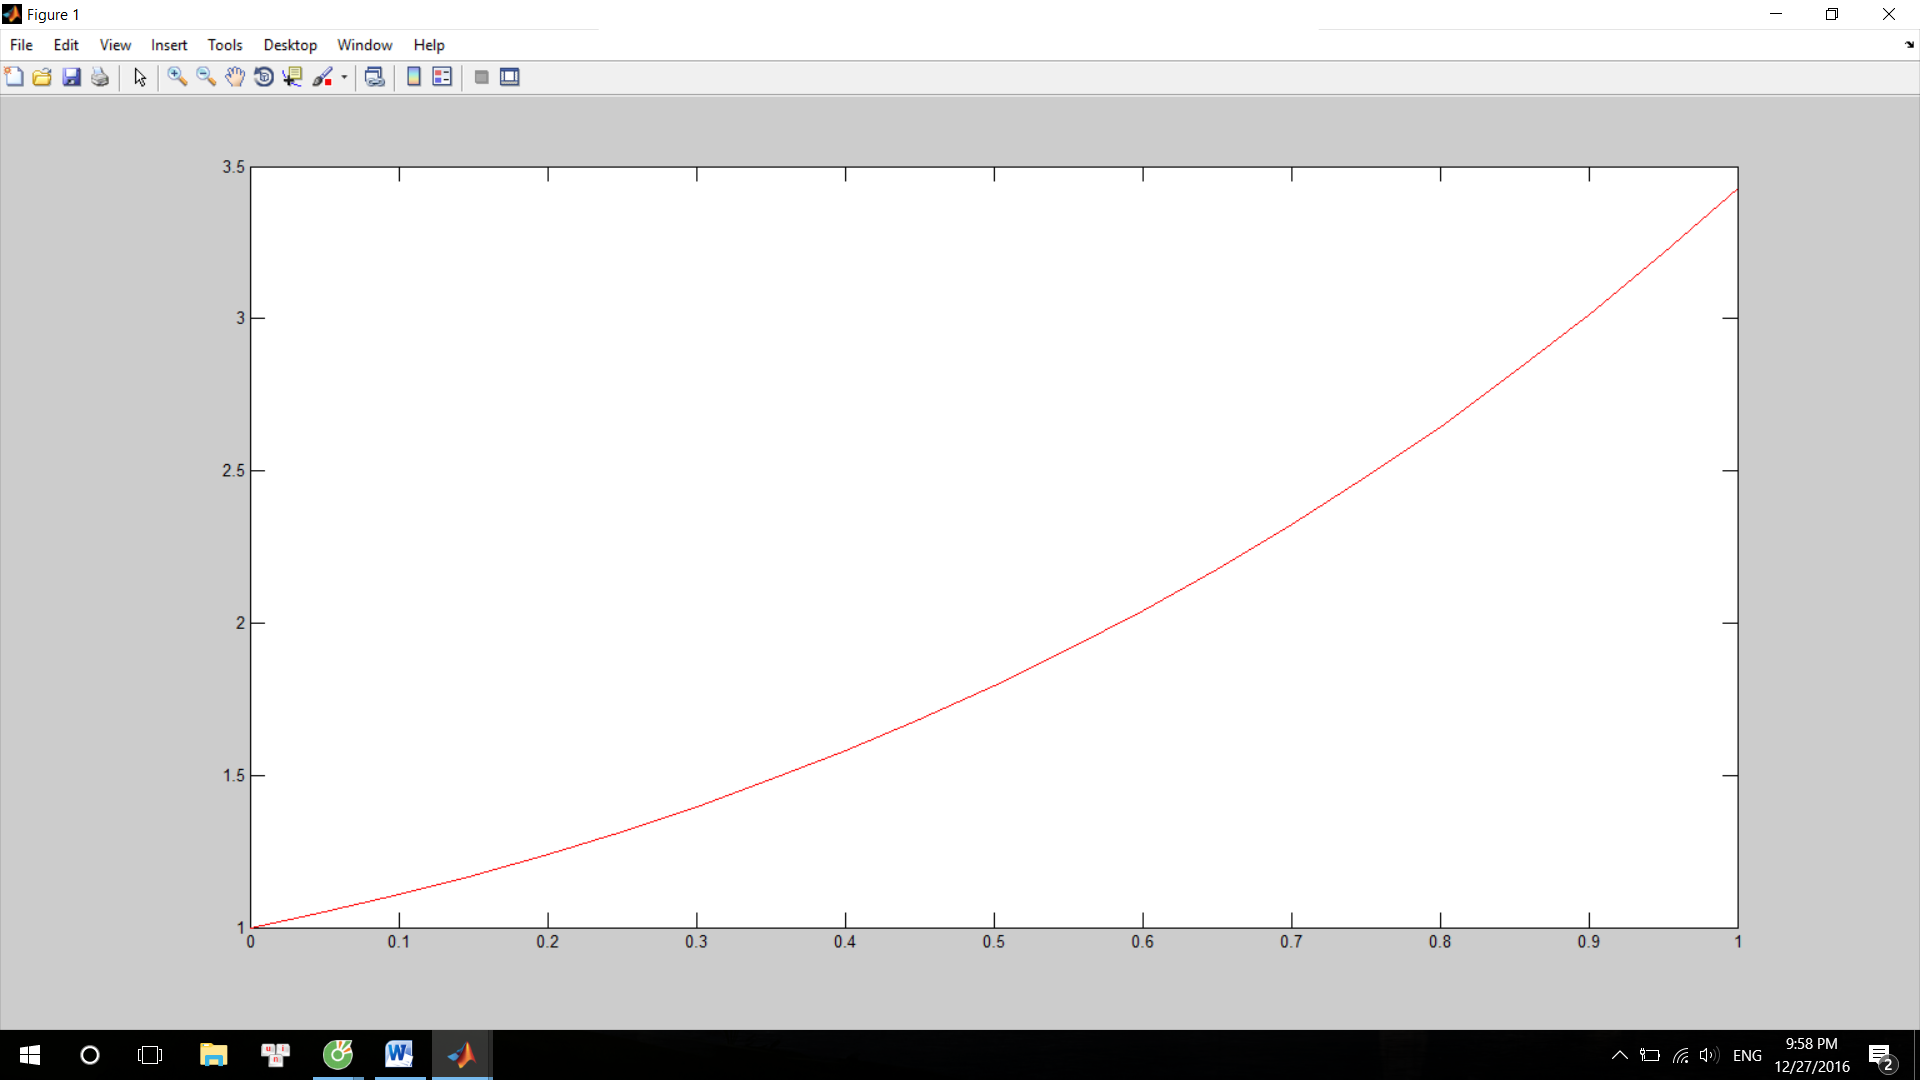 Figure 1
File Edit View Insert Tools Desktop Window Help
3.5
3
2.5
2
1.5
1
0 0.1 0.2 0.3 0.4 0.5 0.6 0.7 0.8 0.9 1
u i n
W
ENG
9:58 PM
12/27/2016
2